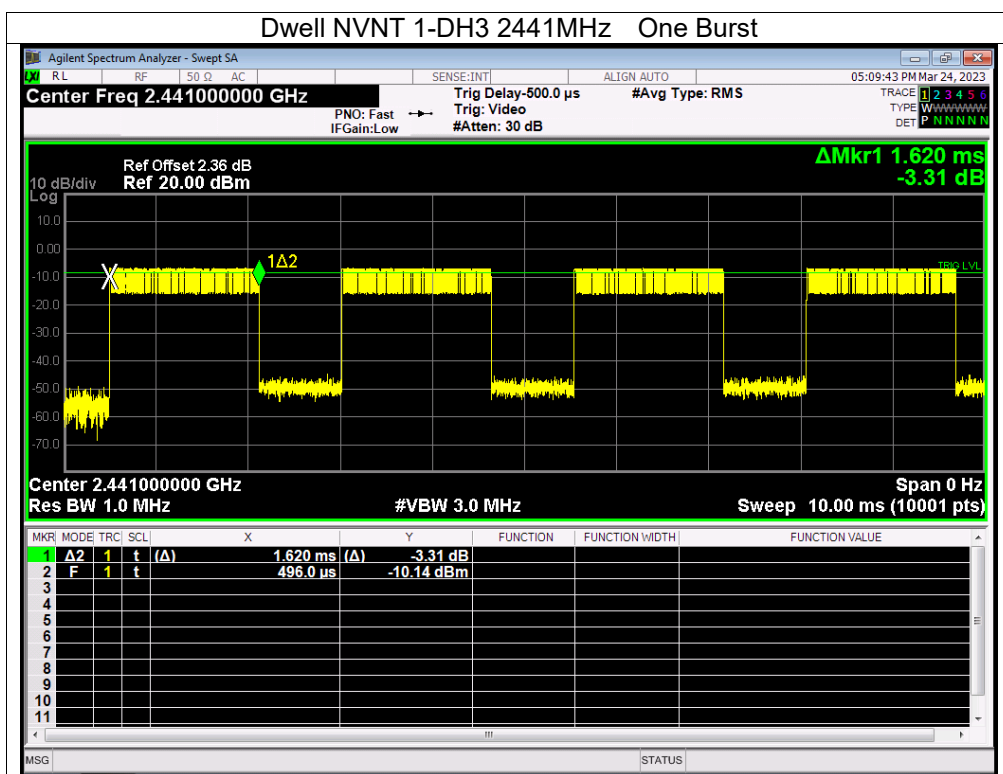 Dwell NVNT 1-DH3 2441MHz One Burst
Agilent Spectrum Analyzer - Swept SA
LXI RL RF 50 Ω AC SENSE:INT ALIGN AUTO 05:09:43 PM Mar 24, 2023
Center Freq 2.441000000 GHz
PNO: Fast
IFGain:Low
Trig Delay-500.0 µs
Trig: Video
#Atten: 30 dB
#Avg Type: RMS
TRACE 1 2 3 4 5 6
TYPE WWWWWWW
DET P N N N N N
ΔMkr1 1.620 ms
-3.31 dB
Ref Offset 2.36 dB
10 dB/div Ref 20.00 dBm
Log
10.0
0.00
1Δ2
TRIG LVL
-10.0
-20.0
-30.0
-40.0
-50.0
-60.0
-70.0
Center 2.441000000 GHz Span 0 Hz
Res BW 1.0 MHz #VBW 3.0 MHz Sweep 10.00 ms (10001 pts)
MKR MODE TRC SCL X Y FUNCTION FUNCTION WIDTH FUNCTION VALUE
1 Δ2 1 t (Δ) 1.620 ms (Δ) -3.31 dB
2 F 1 t 496.0 µs -10.14 dBm
3
4
5
6
7
8
9
10
11
MSG STATUS